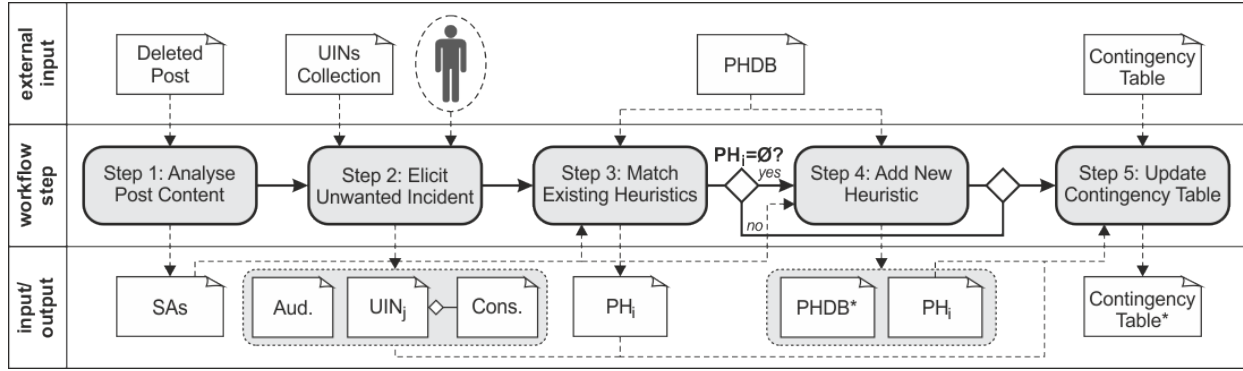 external
input
Deleted
Post
UINs
Collection
PHDB
Contingency
Table
workflow
step
Step 1: Analyse
Post Content
Step 2: Elicit
Unwanted Incident
Step 3: Match
Existing Heuristics
PHi=Ø?
yes
no
Step 4: Add New
Heuristic
Step 5: Update
Contingency Table
input/
output
SAs
Aud.
UINj
Cons.
PHi
PHDB*
PHi
Contingency
Table*